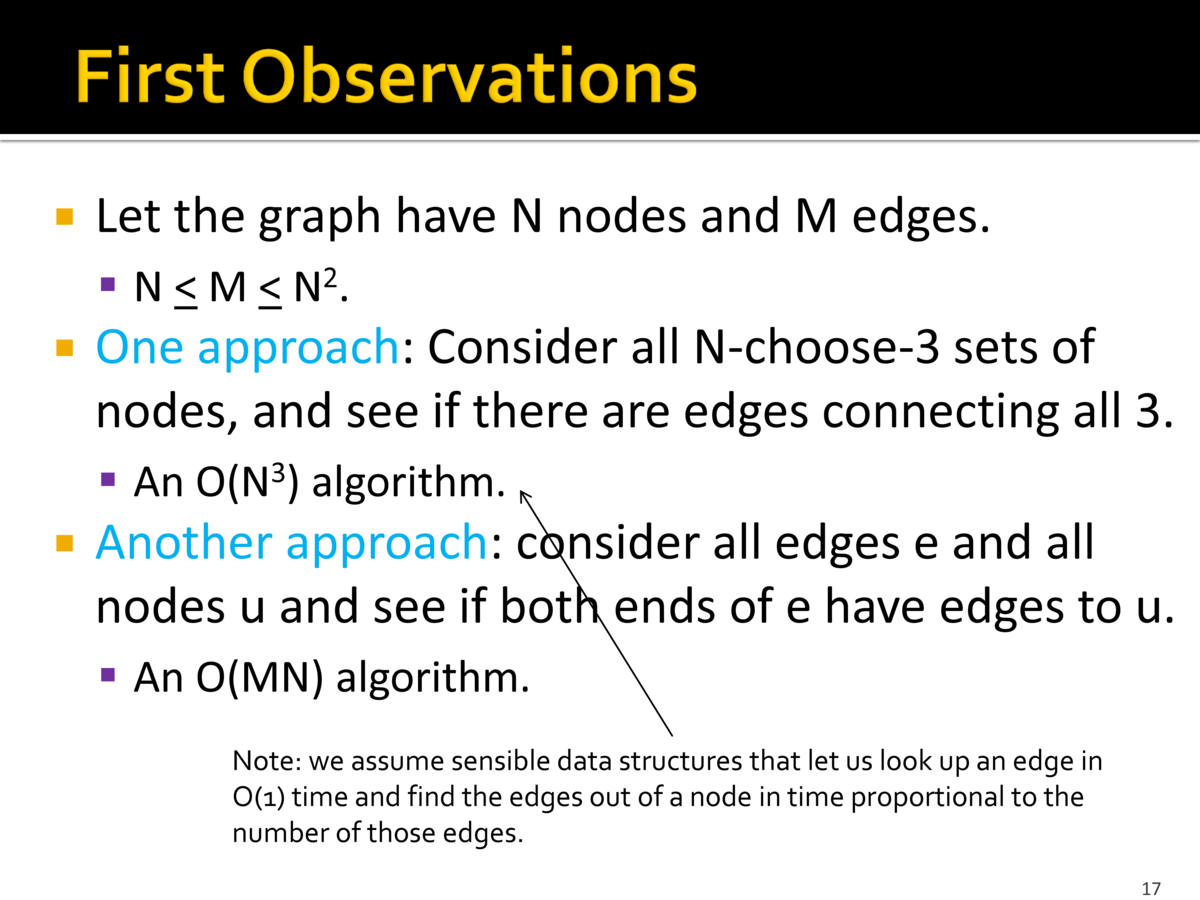 First Observations
Let the graph have N nodes and M edges.
N ≤ M ≤ N².
One approach: Consider all N-choose-3 sets of
nodes, and see if there are edges connecting all 3.
An O(N³) algorithm.
Another approach: consider all edges e and all
nodes u and see if both ends of e have edges to u.
An O(MN) algorithm.
Note: we assume sensible data structures that let us look up an edge in
O(1) time and find the edges out of a node in time proportional to the
number of those edges.
17